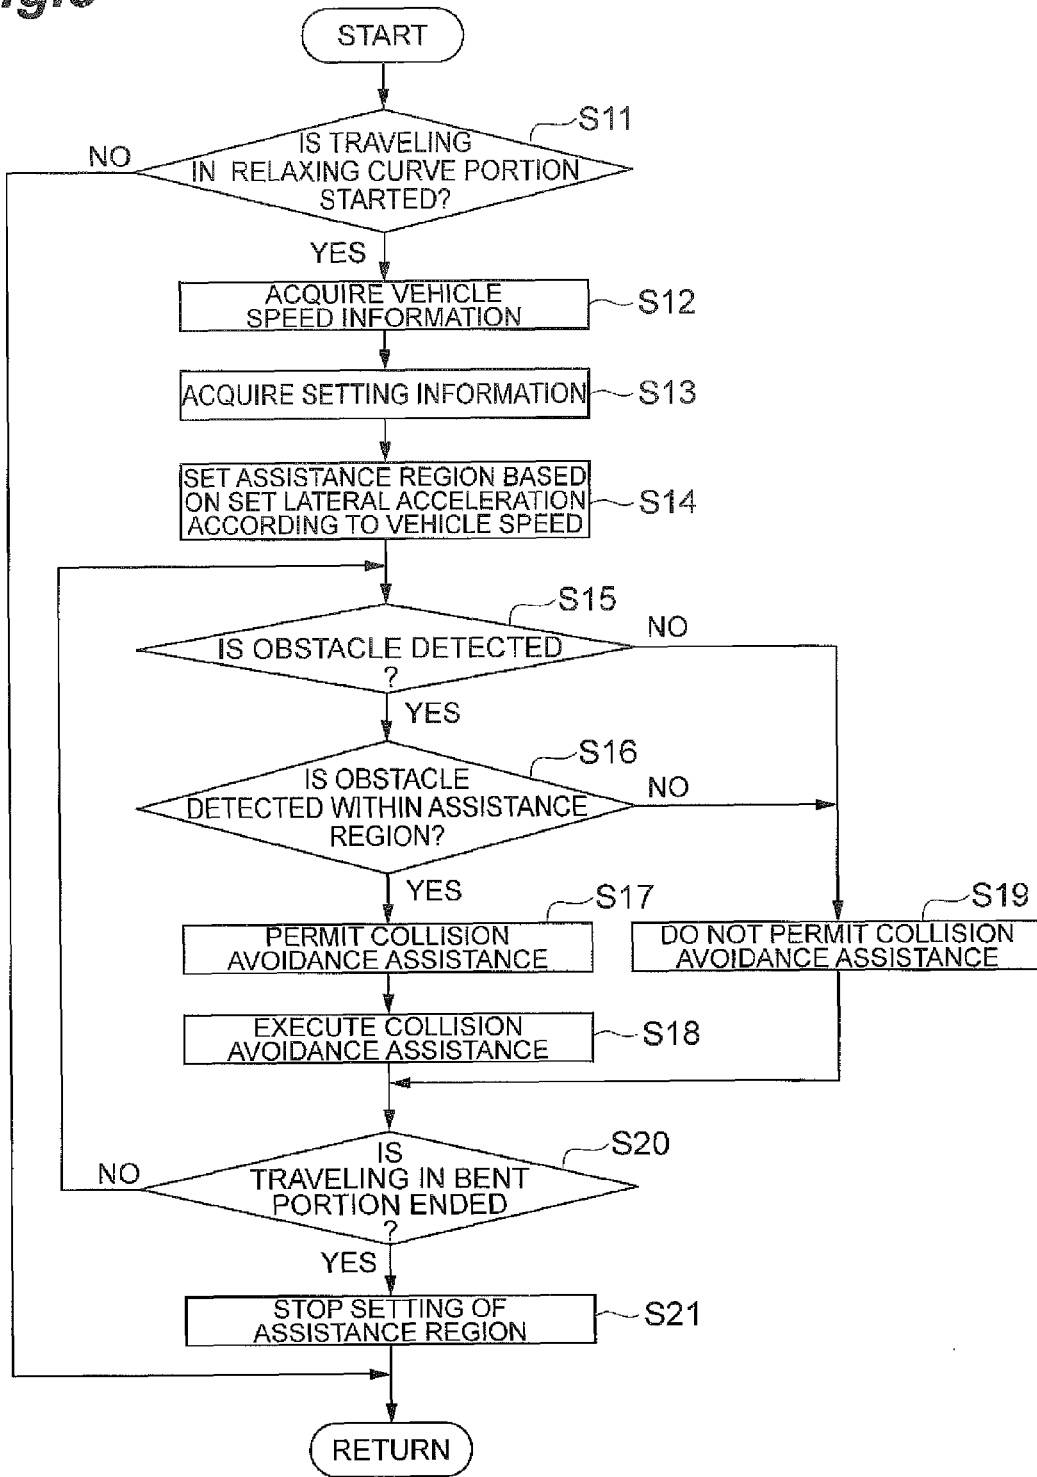 START
S11
IS TRAVELING
IN RELAXING CURVE PORTION
STARTED?
NO
YES
ACQUIRE VEHICLE
SPEED INFORMATION
S12
ACQUIRE SETTING INFORMATION
S13
SET ASSISTANCE REGION BASED
ON SET LATERAL ACCELERATION
ACCORDING TO VEHICLE SPEED
S14
S15
IS OBSTACLE DETECTED
?
NO
YES
S16
IS OBSTACLE
DETECTED WITHIN ASSISTANCE
REGION?
NO
YES
S17
PERMIT COLLISION
AVOIDANCE ASSISTANCE
S19
DO NOT PERMIT COLLISION
AVOIDANCE ASSISTANCE
EXECUTE COLLISION
AVOIDANCE ASSISTANCE
S18
S20
IS
TRAVELING IN BENT
PORTION ENDED
?
NO
YES
STOP SETTING OF
ASSISTANCE REGION
S21
RETURN